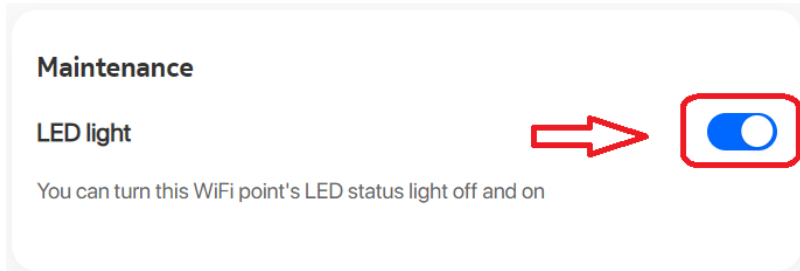 Maintenance
LED light
You can turn this WiFi point's LED status light off and on